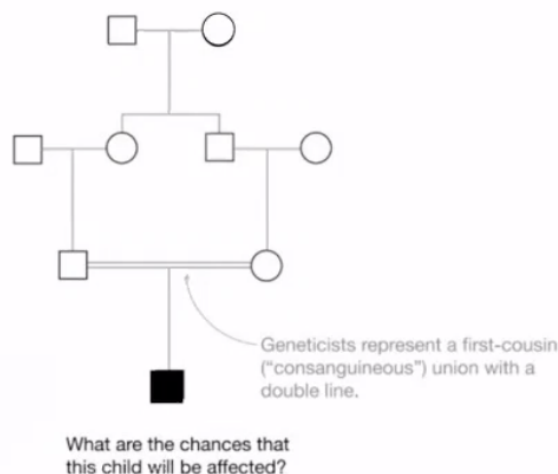 Geneticists represent a first-cousin
("consanguineous") union with a
double line.
What are the chances that
this child will be affected?